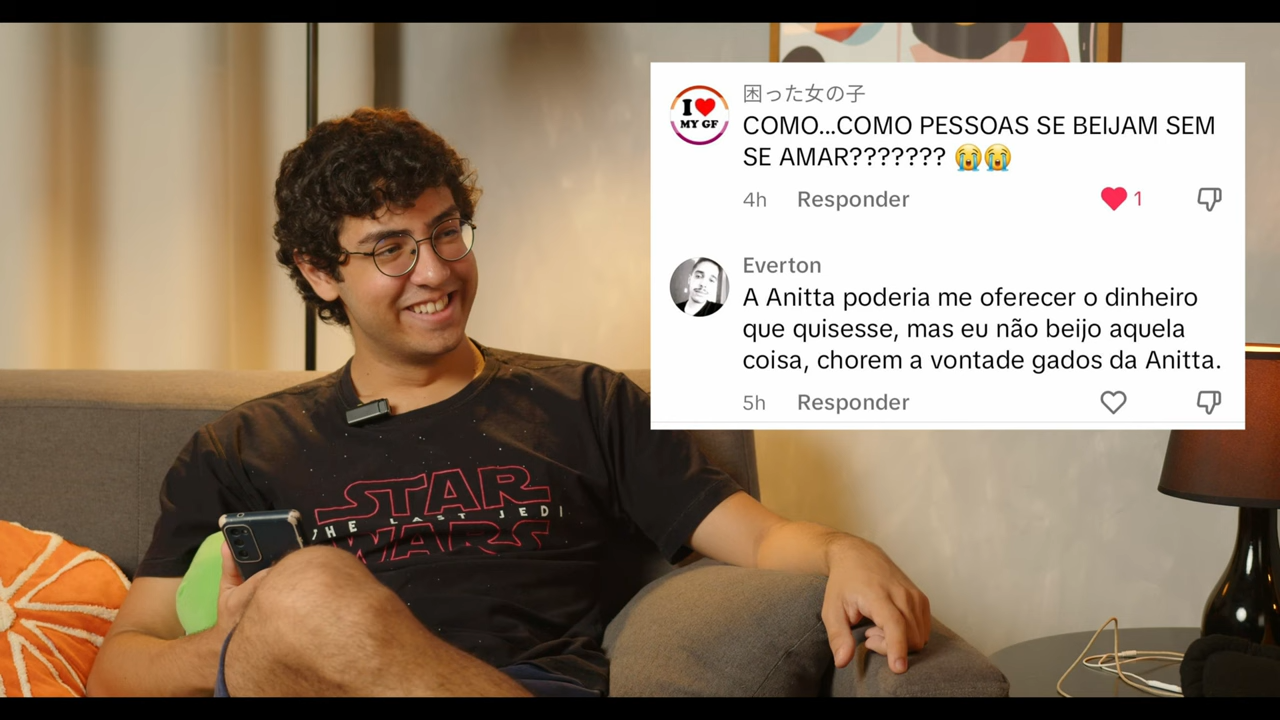 I ❤ MY GF
困った女の子
COMO...COMO PESSOAS SE BEIJAM SEM
SE AMAR??????? 😭😭
4h Responder 1
Everton
A Anitta poderia me oferecer o dinheiro
que quisesse, mas eu não beijo aquela
coisa, chorem a vontade gados da Anitta.
5h Responder
STAR
THE LAST JEDI
WARS